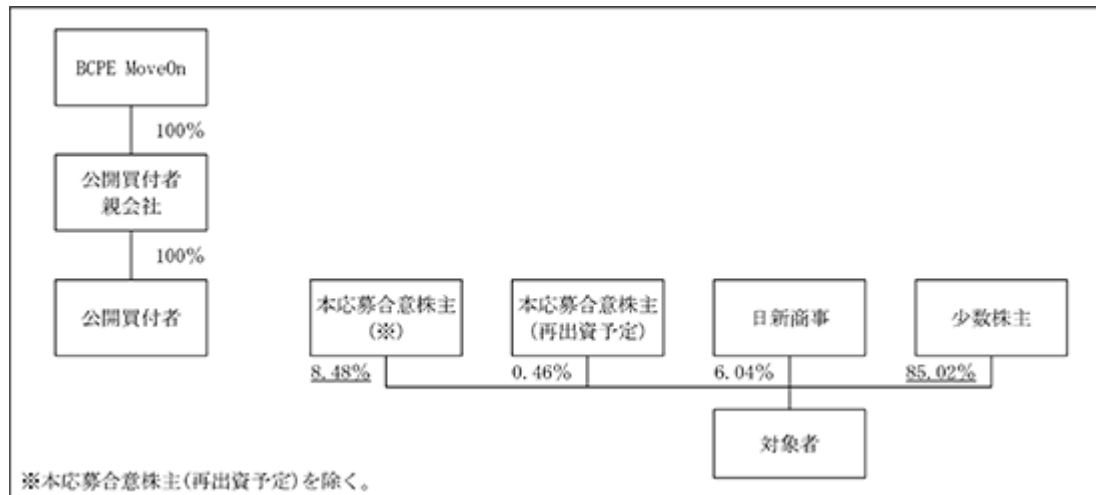 BCPE MoveOn
100%
公開買付者
親会社
100%
公開買付者
本応募合意株主
(※)
本応募合意株主
(再出資予定)
日新商事
少数株主
8.48%
0.46%
6.04%
85.02%
対象者
※本応募合意株主(再出資予定)を除く。